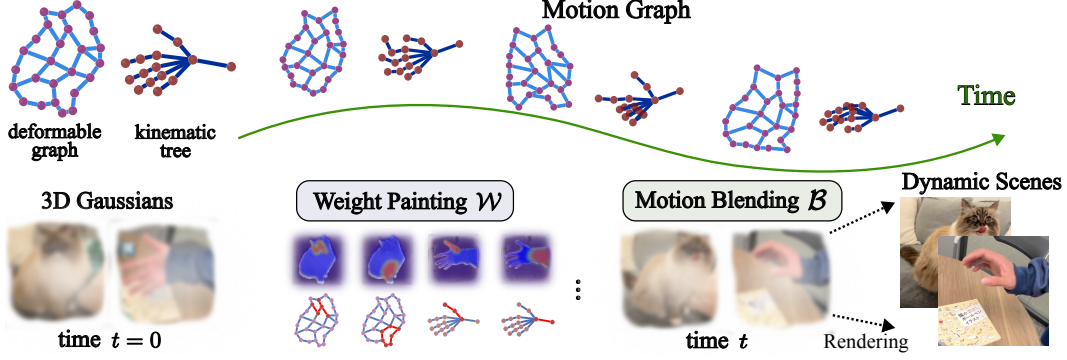 Motion Graph
Time
deformable
graph
kinematic
tree
3D Gaussians
Weight Painting 𝒲
Motion Blending ℬ
Dynamic Scenes
time t = 0
time t
Rendering